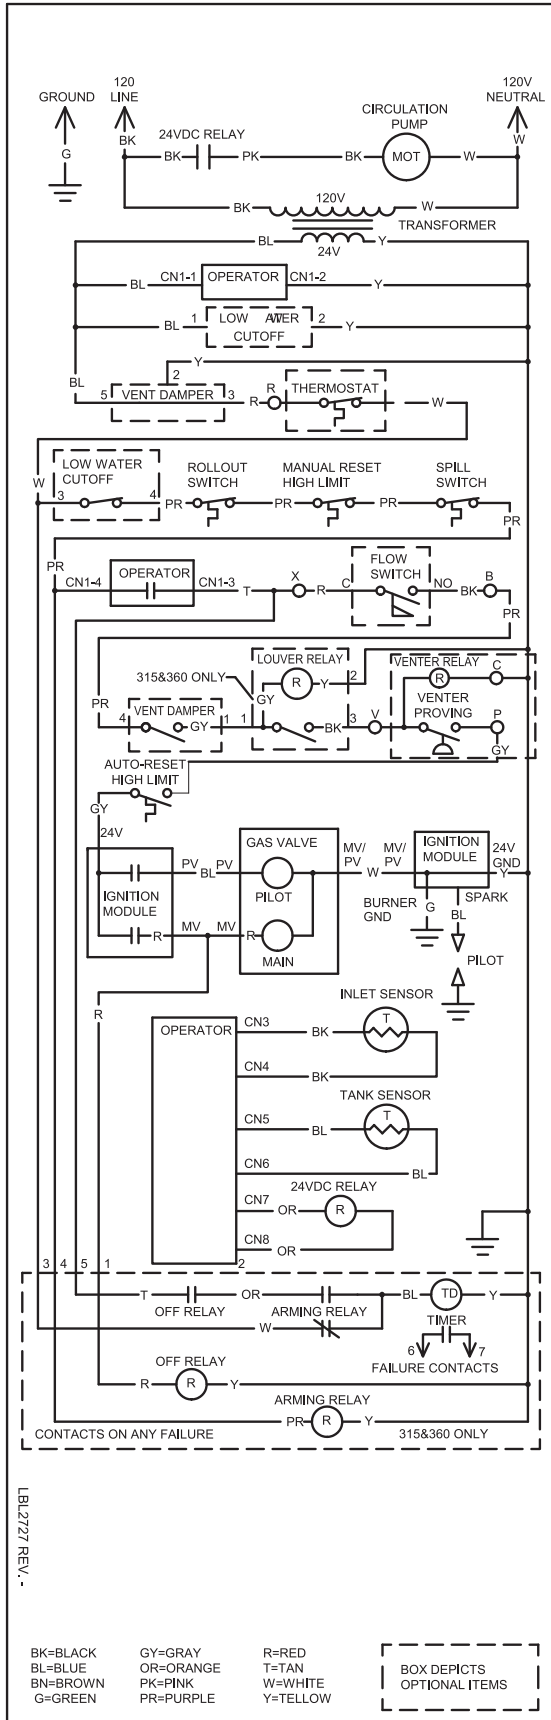 GROUND
120
LINE
120V
NEUTRAL
CIRCULATION
PUMP
24VDC RELAY
BK
W
G
BK
PK
BK
MOT
W
BK
120V
W
TRANSFORMER
BL
24V
Y
BL
CN1-1
OPERATOR
CN1-2
Y
BL
1
LOW ATER
W
CUTOFF
2
Y
Y
2
BL
5
VENT DAMPER
3
R
R
THERMOSTAT
W
LOW WATER
CUTOFF
ROLLOUT
SWITCH
MANUAL RESET
HIGH LIMIT
SPILL
SWITCH
W
3
4
PR
PR
PR
PR
PR
CN1-4
OPERATOR
CN1-3
T
X
R
C
FLOW
SWITCH
NO
BK
B
PR
315&360 ONLY
LOUVER RELAY
R
Y
2
VENTER RELAY
R
C
PR
GY
VENTER
PROVING
4
VENT DAMPER
GY
1
1
BK
3
V
P
GY
AUTO-RESET
HIGH LIMIT
GY
24V
GAS VALVE
MV/
PV
MV/
PV
IGNITION
MODULE
24V
GND
PV
BL
PV
PILOT
W
Y
IGNITION
MODULE
BURNER
GND
G
SPARK
BL
R
MV
MV
R
MAIN
PILOT
R
OPERATOR
CN3
INLET SENSOR
T
BK
CN4
BK
TANK SENSOR
T
CN5
BL
CN6
BL
24VDC RELAY
CN7
OR
R
CN8
OR
3
4
5
1
2
T
OFF RELAY
OR
ARMING RELAY
BL
TD
Y
TIMER
W
6
7
FAILURE CONTACTS
OFF RELAY
R
R
Y
ARMING RELAY
PR
R
Y
CONTACTS ON ANY FAILURE
315&360 ONLY
LBL2727 REV. -
BK=BLACK
GY=GRAY
R=RED
BL=BLUE
OR=ORANGE
T=TAN
BN=BROWN
PK=PINK
W=WHITE
G=GREEN
PR=PURPLE
Y=TELLOW
BOX DEPICTS
OPTIONAL ITEMS